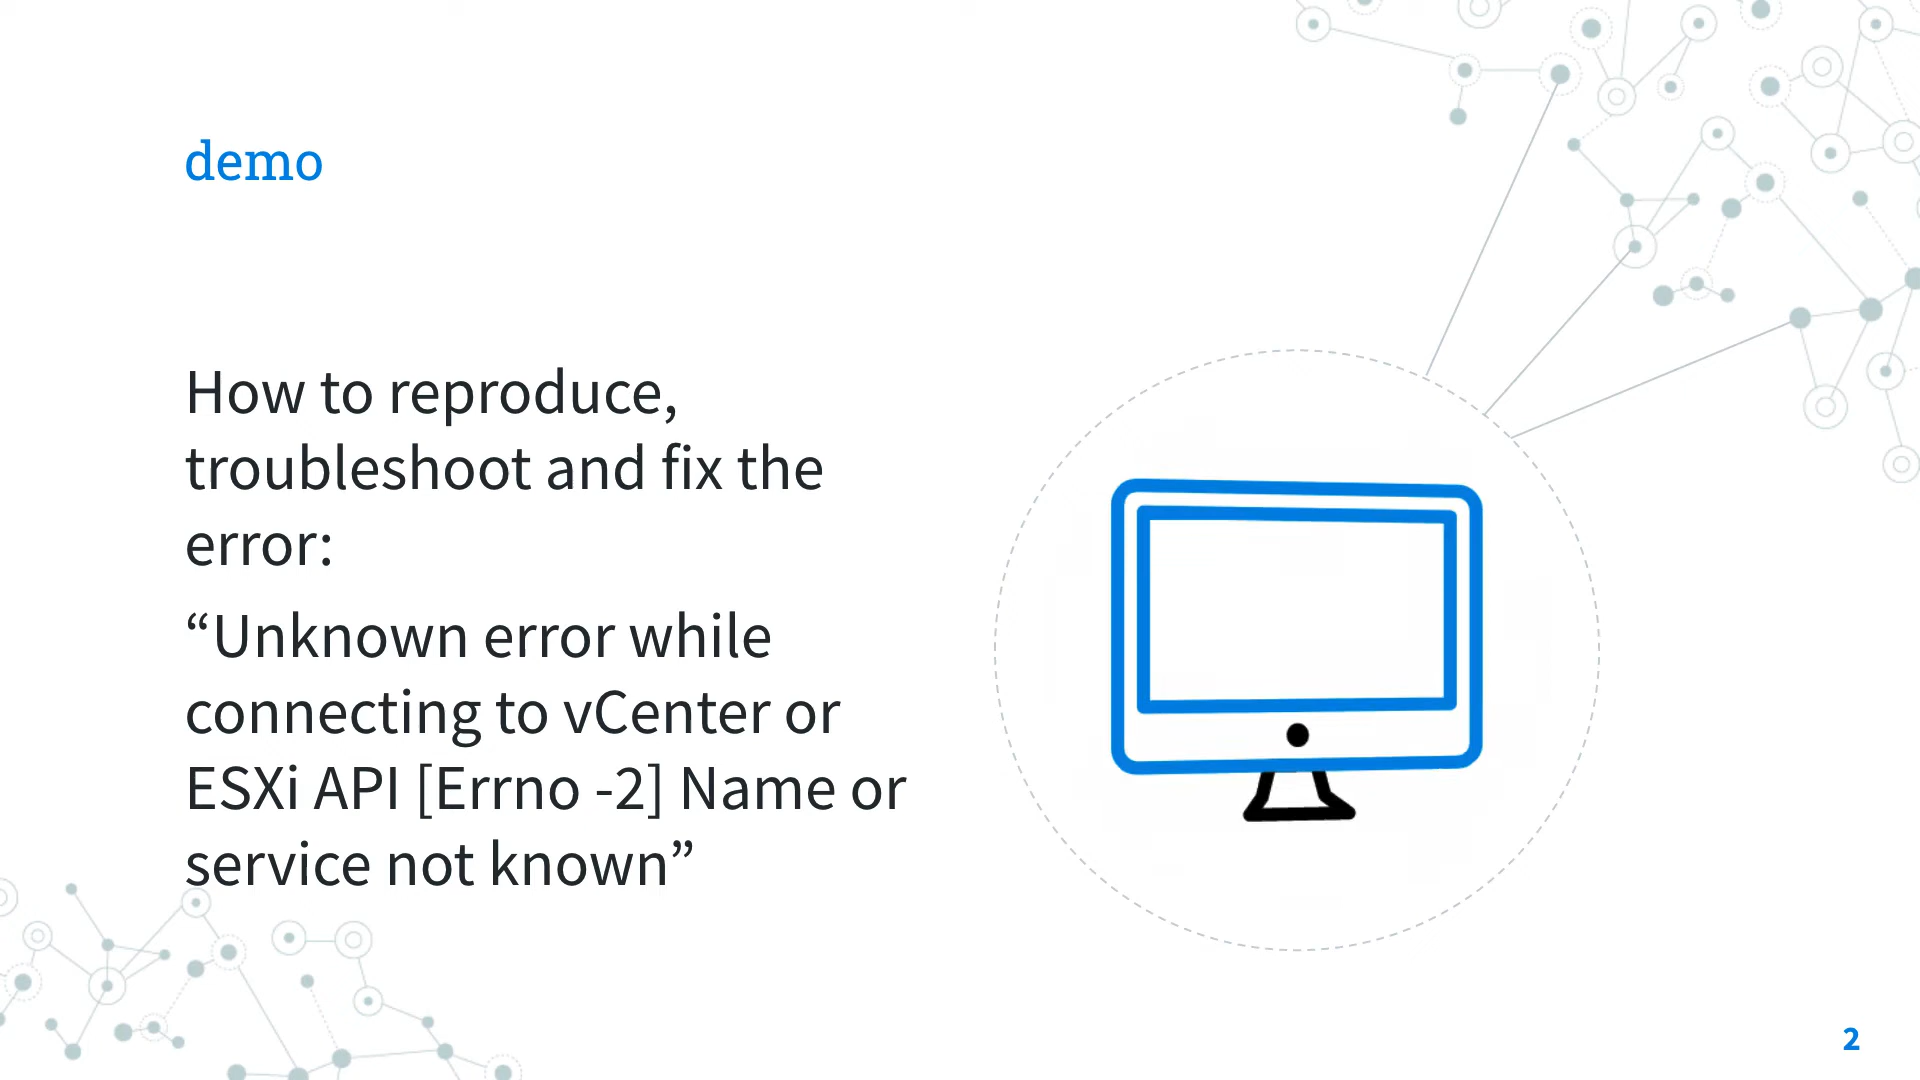 demo
How to reproduce,
troubleshoot and fix the
error:
“Unknown error while
connecting to vCenter or
ESXi API [Errno -2] Name or
service not known”
2